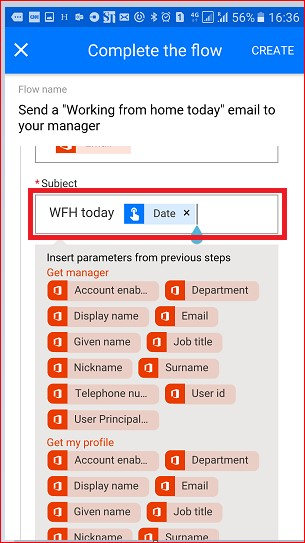 56% 16:36
Complete the flow
CREATE
Flow name
Send a "Working from home today" email to
your manager
*Subject
WFH today Date ×
Insert parameters from previous steps
Get manager
Account enab... Department
Display name Email
Given name Job title
Nickname Surname
Telephone nu... User id
User Principal...
Get my profile
Account enab... Department
Display name Email
Given name Job title
Nickname Surname